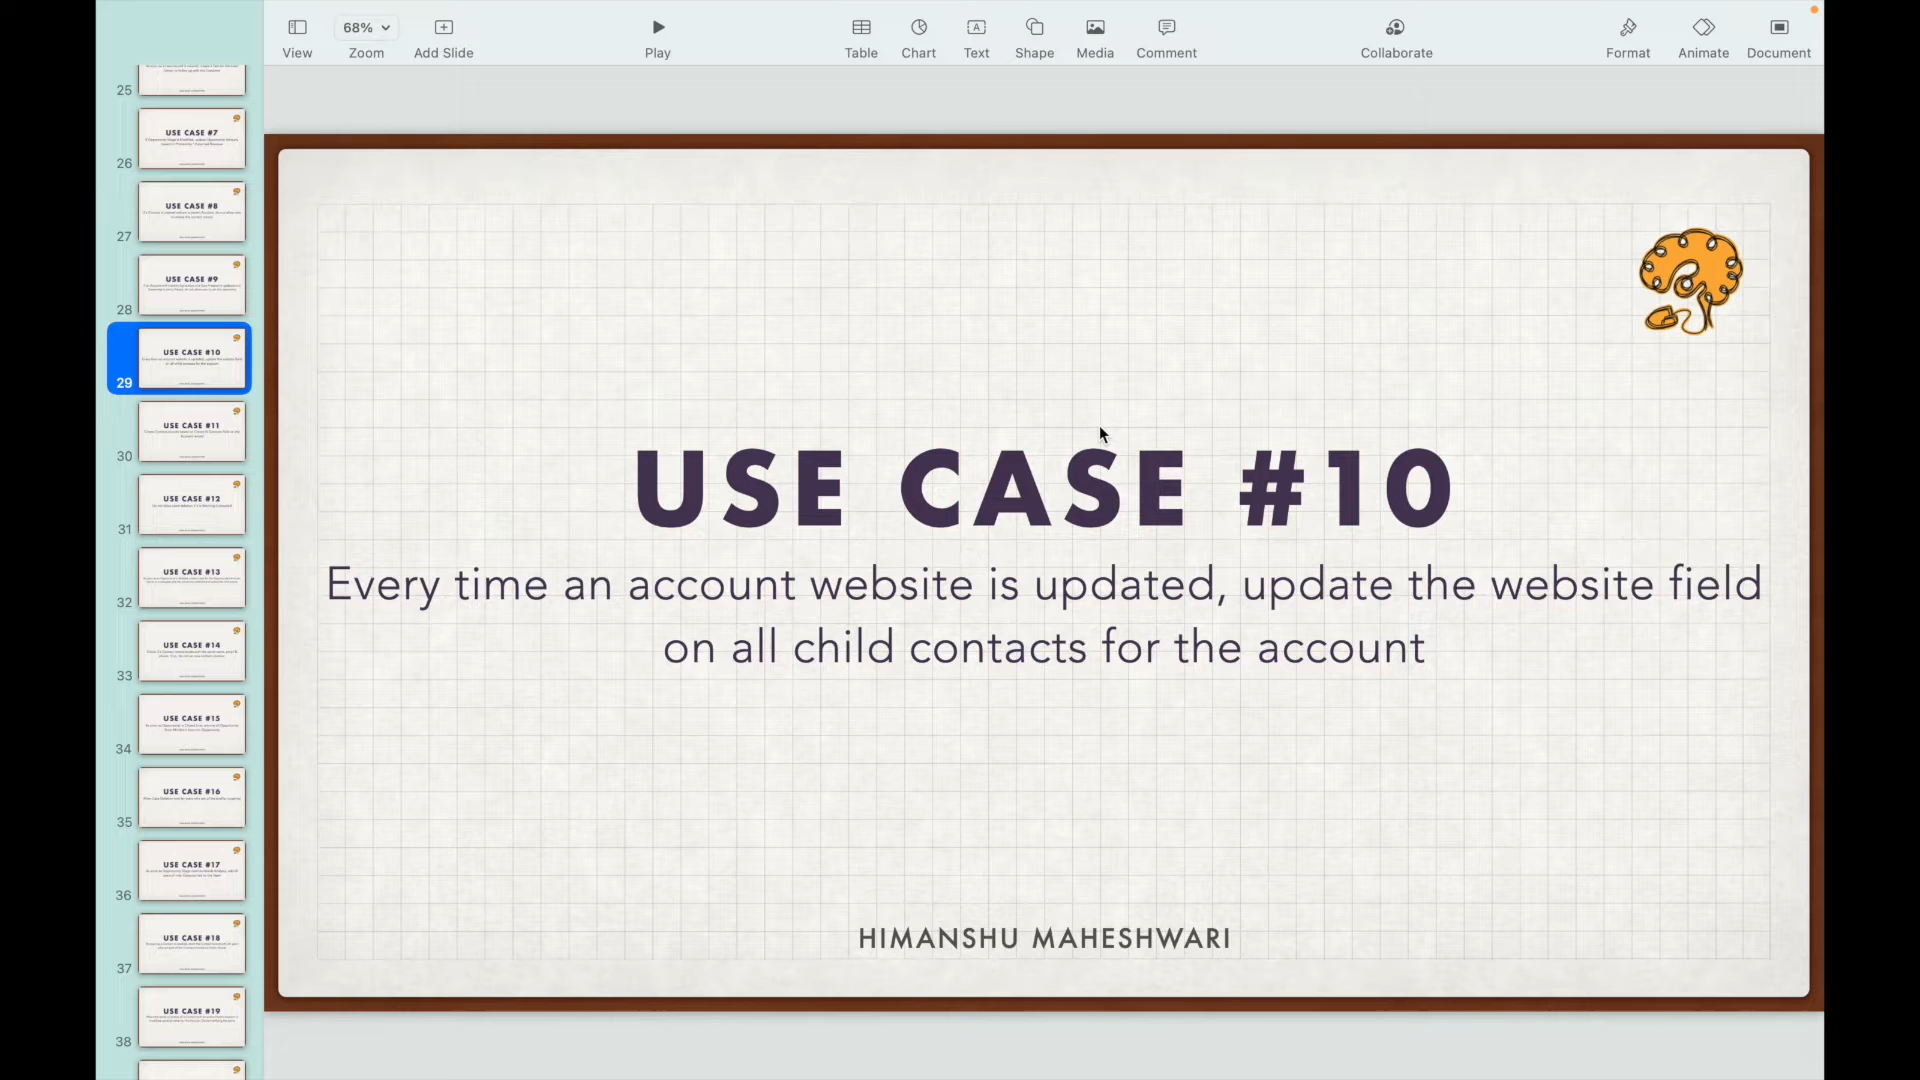 68%
View
Zoom
Add Slide
Play
Table
Chart
Text
Shape
Media
Comment
Collaborate
Format
Animate
Document
25
USE CASE #7
26
USE CASE #8
27
USE CASE #9
28
USE CASE #10
29
USE CASE #11
30
USE CASE #12
31
USE CASE #13
32
USE CASE #14
33
USE CASE #15
34
USE CASE #16
35
USE CASE #17
36
USE CASE #18
37
USE CASE #19
38
USE CASE #10
Every time an account website is updated, update the website field
on all child contacts for the account
HIMANSHU MAHESHWARI